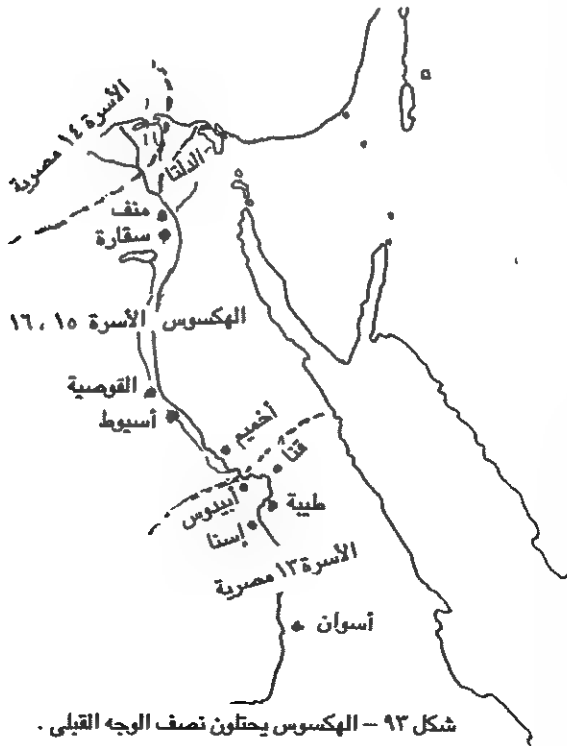 الأسرة ١٤ مصرية
الدلتا
منف
سقارة
الهكسوس الأسرة ١٥ ، ١٦
القوصية
أسيوط
أخميم
قنا
أبيدوس
طيبة
إسنا
الأسرة ١٣ مصرية
أسوان
شكل ٩٣ – الهكسوس يحتلون نصف الوجه القبلى .